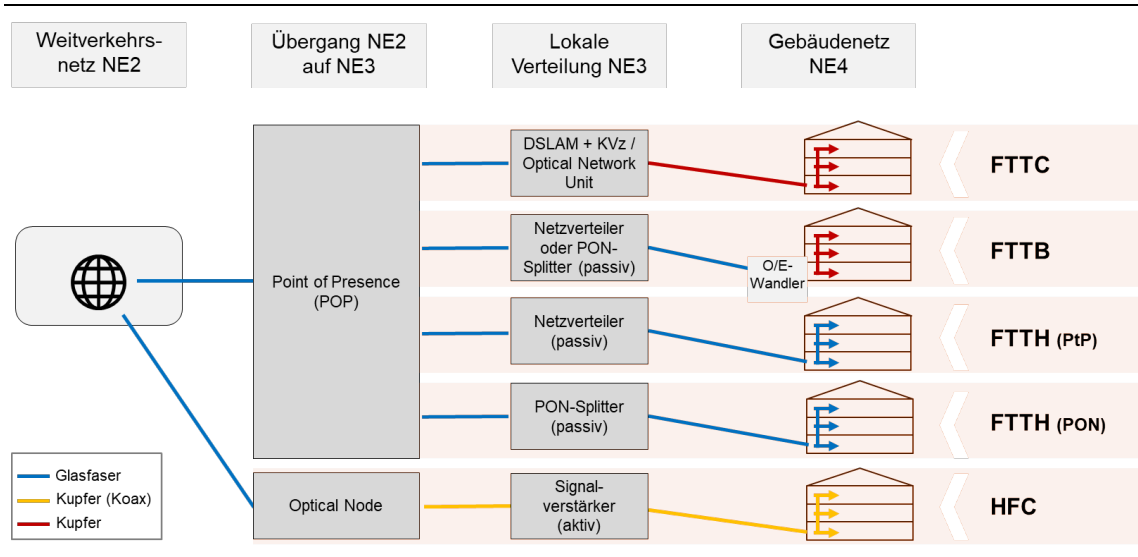 Weitverkehrs-
netz NE2
Übergang NE2
auf NE3
Lokale
Verteilung NE3
Gebäudenetz
NE4
Point of Presence
(POP)
DSLAM + KVz /
Optical Network
Unit
FTTC
Netzverteiler
oder PON-
Splitter (passiv)
O/E-
Wandler
FTTB
Netzverteiler
(passiv)
FTTH (PtP)
PON-Splitter
(passiv)
FTTH (PON)
Optical Node
Signal-
verstärker
(aktiv)
HFC
Glasfaser
Kupfer (Koax)
Kupfer